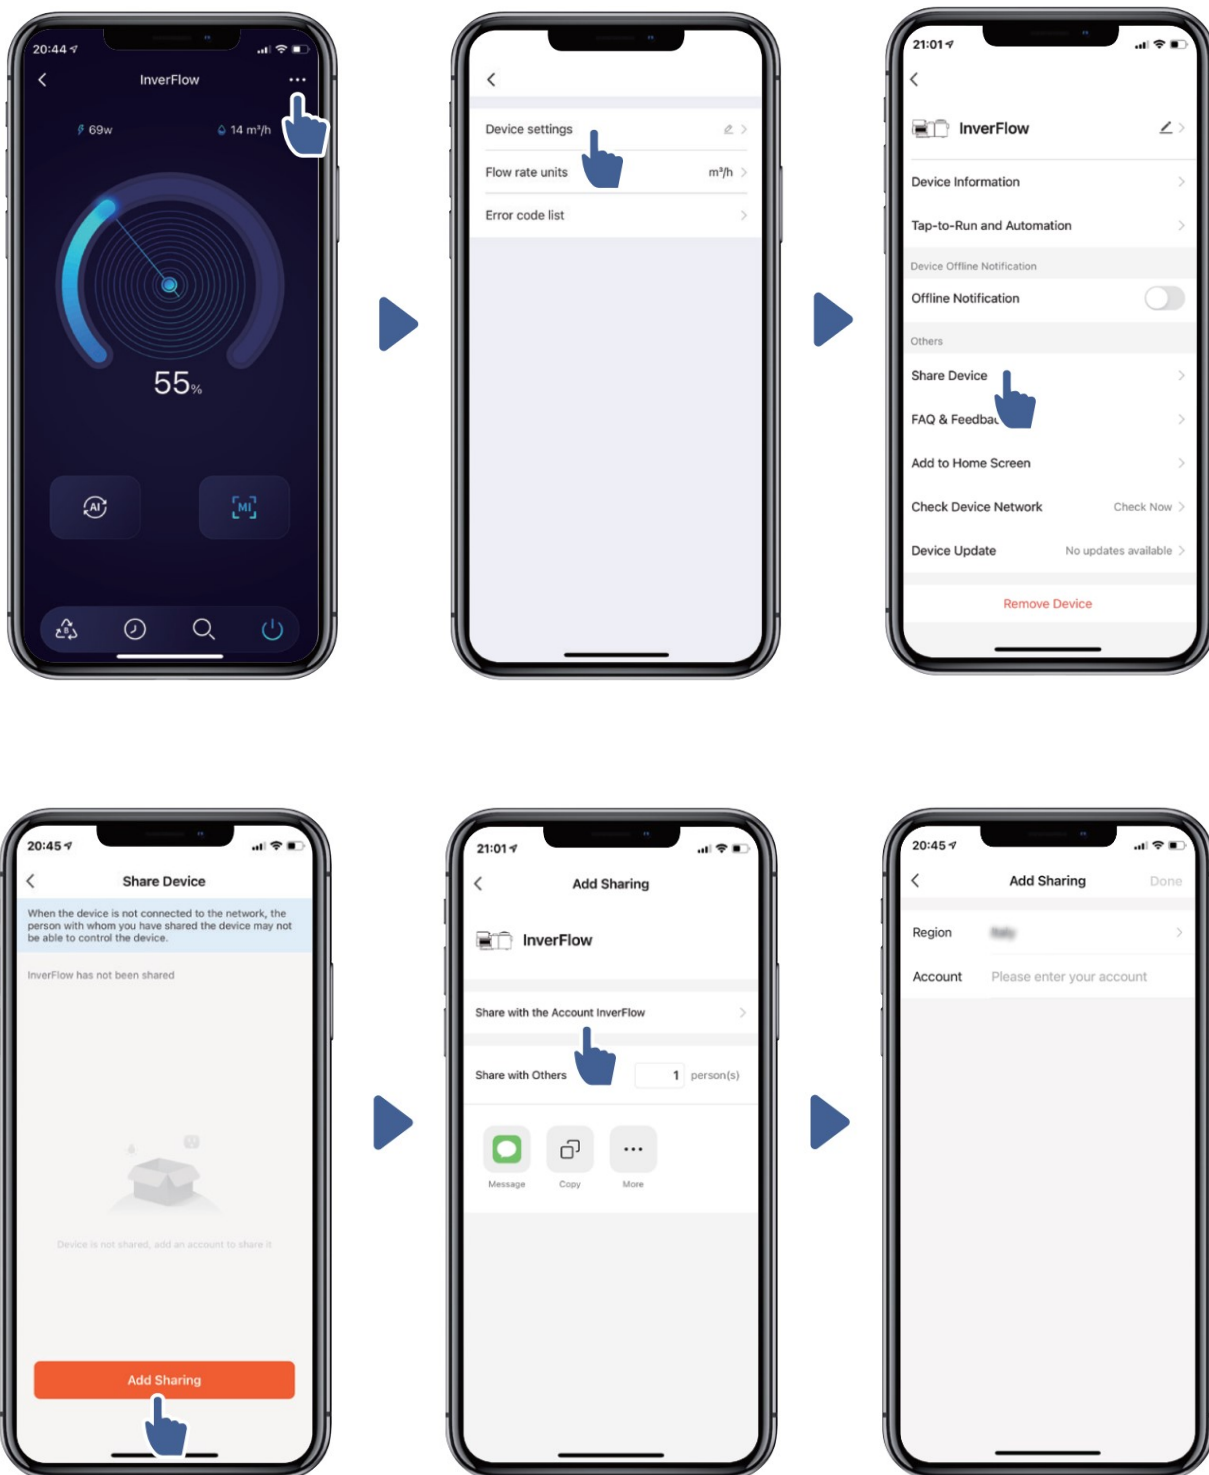 20:44
InverFlow
69w
14 m³/h
55%
AI
MI
B
Device settings
Flow rate units m³/h
Error code list
21:01
InverFlow
Device Information
Tap-to-Run and Automation
Device Offline Notification
Offline Notification
Others
Share Device
FAQ & Feedba
Add to Home Screen
Check Device Network Check Now
Device Update No updates available
Remove Device
20:45
Share Device
When the device is not connected to the network, the
person with whom you have shared the device may not
be able to control the device.
InverFlow has not been shared
Device is not shared, add an account to share it
Add Sharing
21:01
Add Sharing
InverFlow
Share with the Account InverFlow
Share with Others 1 person(s)
Message Copy More
20:45
Add Sharing Done
Region
Account Please enter your account